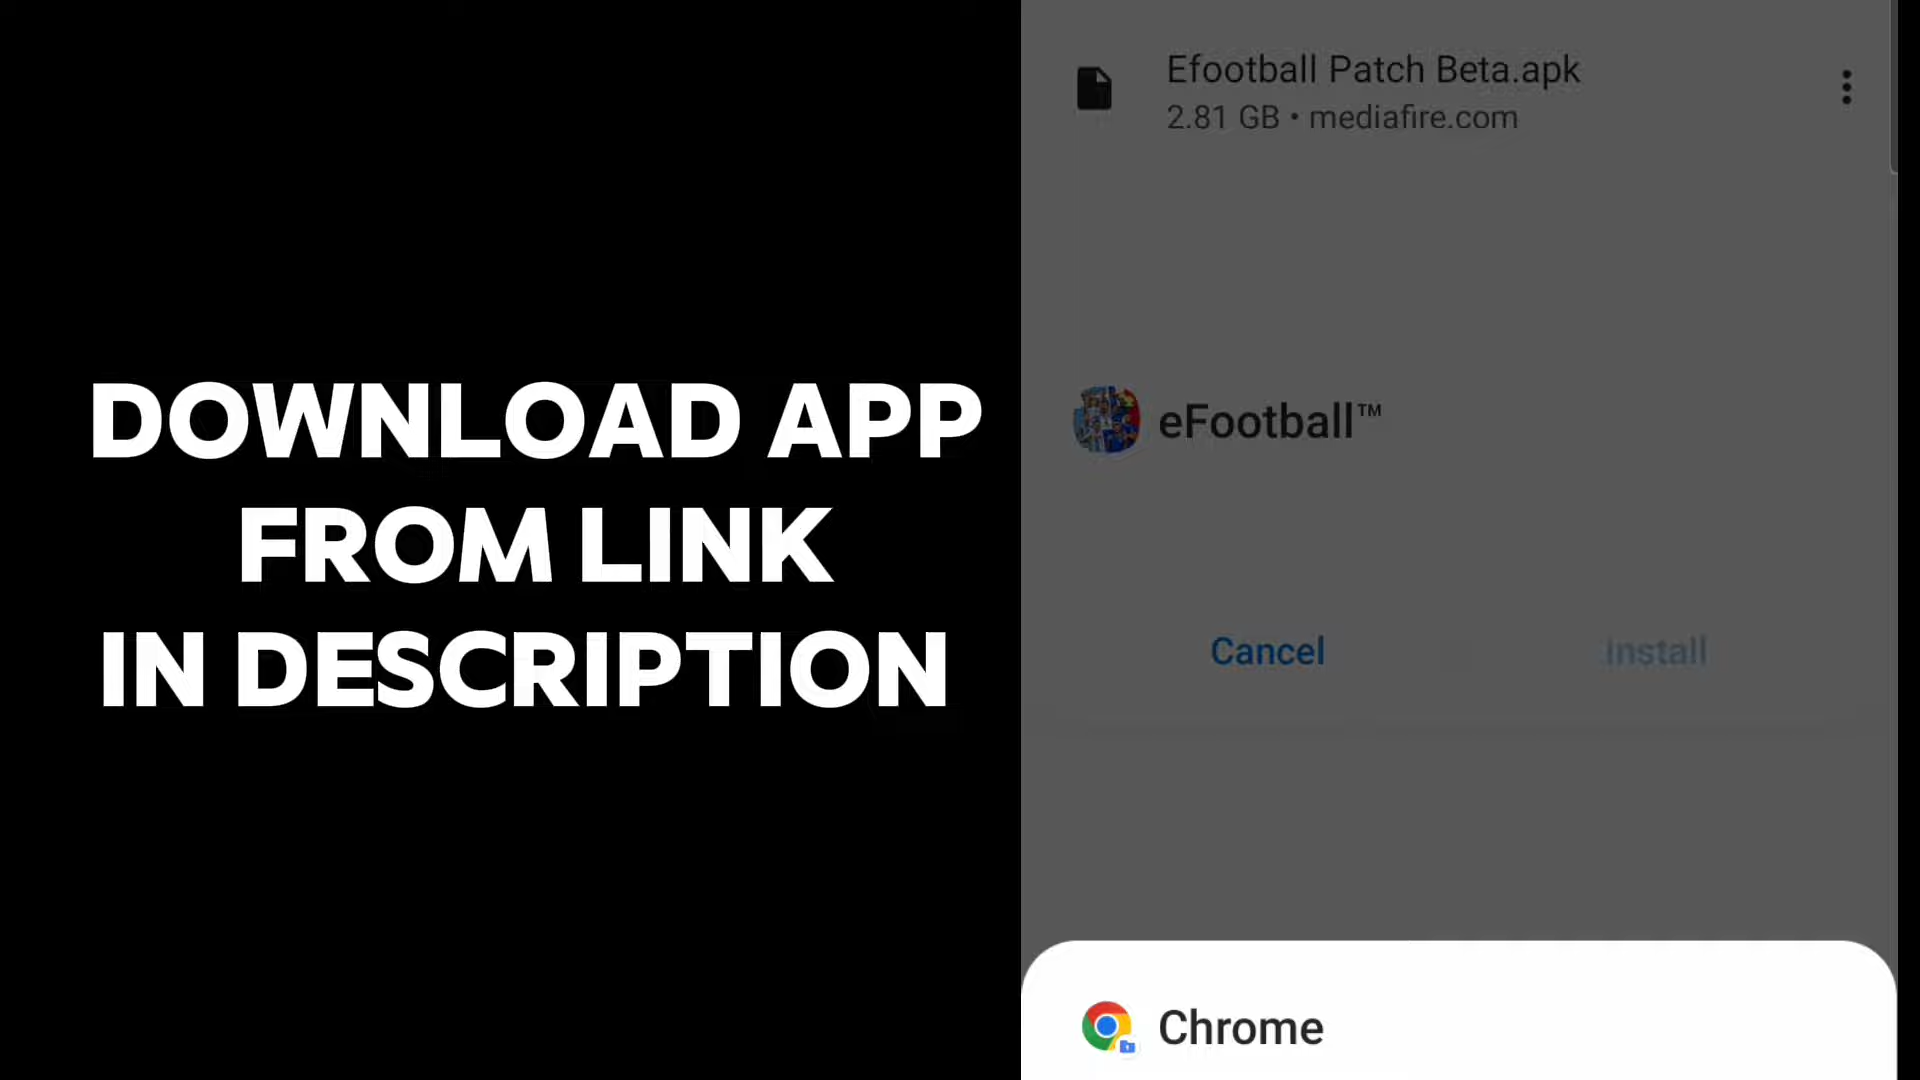 DOWNLOAD APP
FROM LINK
IN DESCRIPTION
Efootball Patch Beta.apk
2.81 GB • mediafire.com
eFootball™
Cancel
Install
Chrome